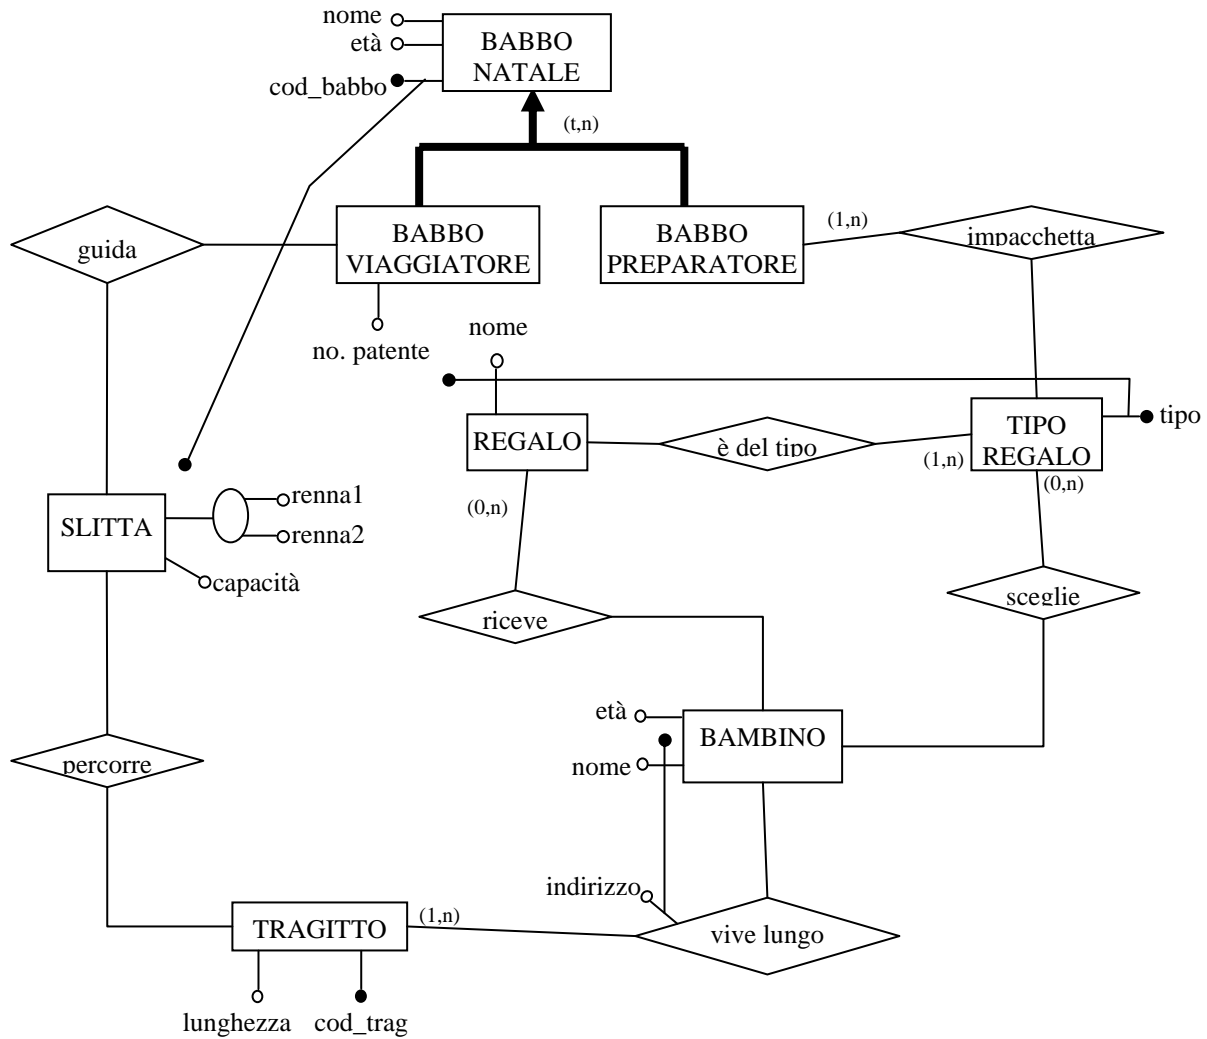 nome
età
cod_babbo
BABBO
NATALE
(t,n)
guida
BABBO
VIAGGIATORE
BABBO
PREPARATORE
(1,n)
impacchetta
no. patente
nome
REGALO
è del tipo
(1,n)
TIPO
REGALO
tipo
(0,n)
(0,n)
SLITTA
renna1
renna2
capacità
riceve
sceglie
età
nome
BAMBINO
percorre
indirizzo
TRAGITTO
(1,n)
vive lungo
lunghezza
cod_trag